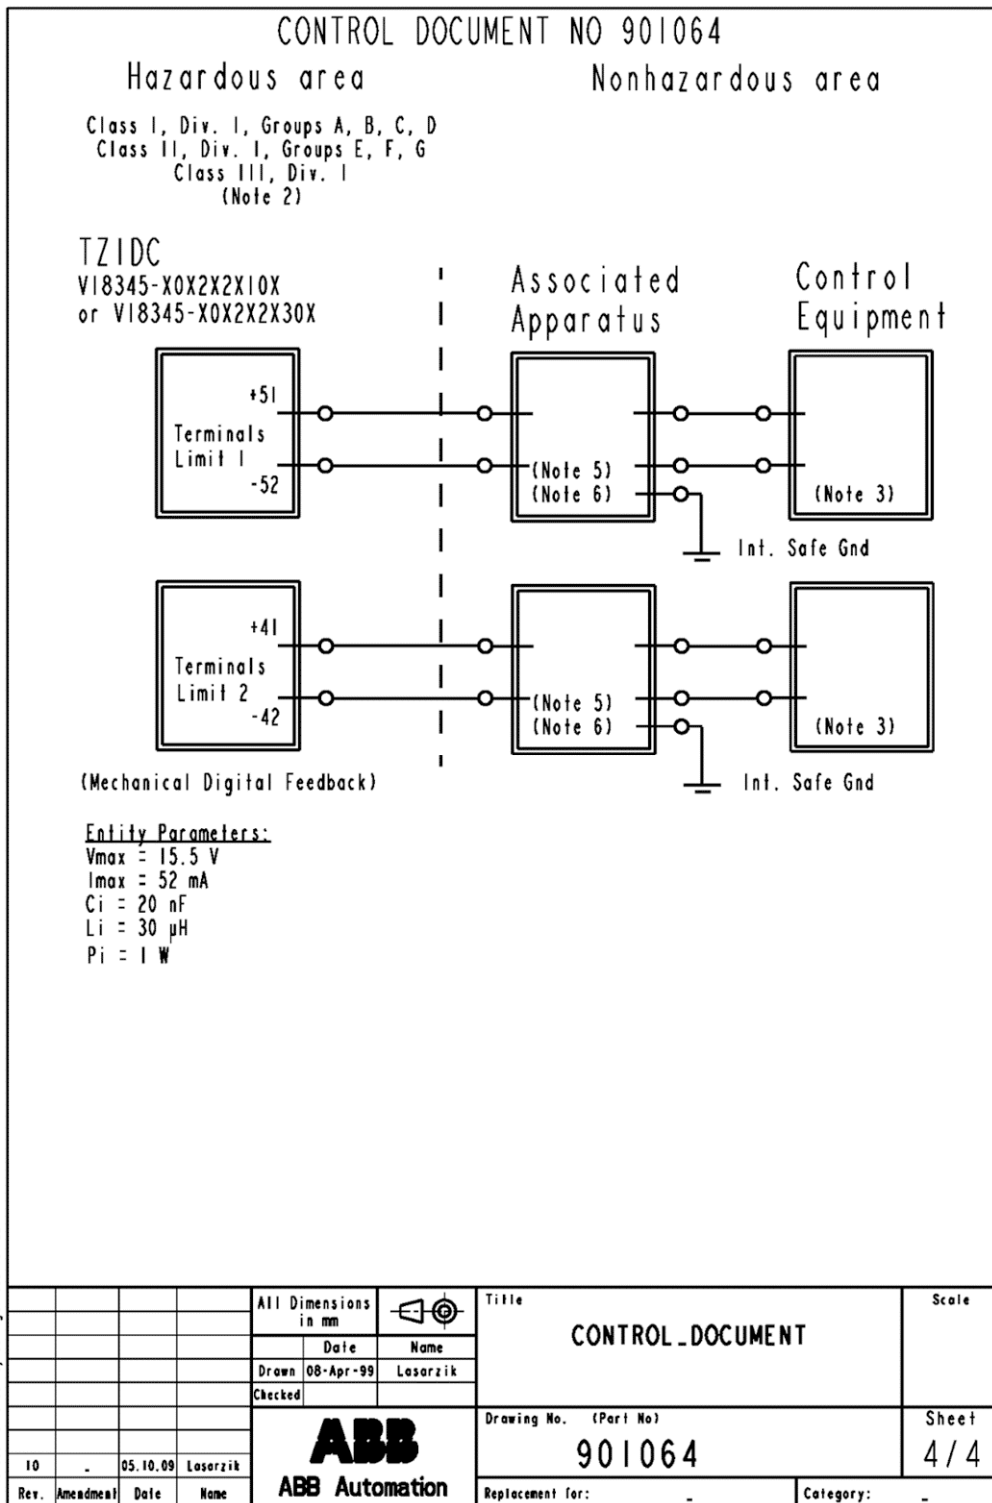 CONTROL DOCUMENT NO 901064
Hazardous area
Nonhazardous area
Class I, Div. I, Groups A, B, C, D
Class II, Div. I, Groups E, F, G
Class III, Div. I
(Note 2)
TZIDC
V18345-X0X2X2X10X
or V18345-X0X2X2X30X
Associated
Apparatus
Control
Equipment
+51
Terminals
Limit 1
-52
(Note 5)
(Note 6)
(Note 3)
Int. Safe Gnd
+41
Terminals
Limit 2
-42
(Note 5)
(Note 6)
(Note 3)
Int. Safe Gnd
(Mechanical Digital Feedback)
Entity Parameters:
Vmax = 15.5 V
Imax = 52 mA
Ci = 20 nF
Li = 30 µH
Pi = 1 W
All Dimensions
in mm
Title
CONTROL_DOCUMENT
Scale
Date Name
Drawn 08-Apr-99 Lasarzik
Checked
ABB
ABB Automation
Drawing No. (Part No)
901064
Sheet
4/4
10 - 05.10.09 Lasarzik
Rev. Amendment Date Name
Replacement for: -
Category: -